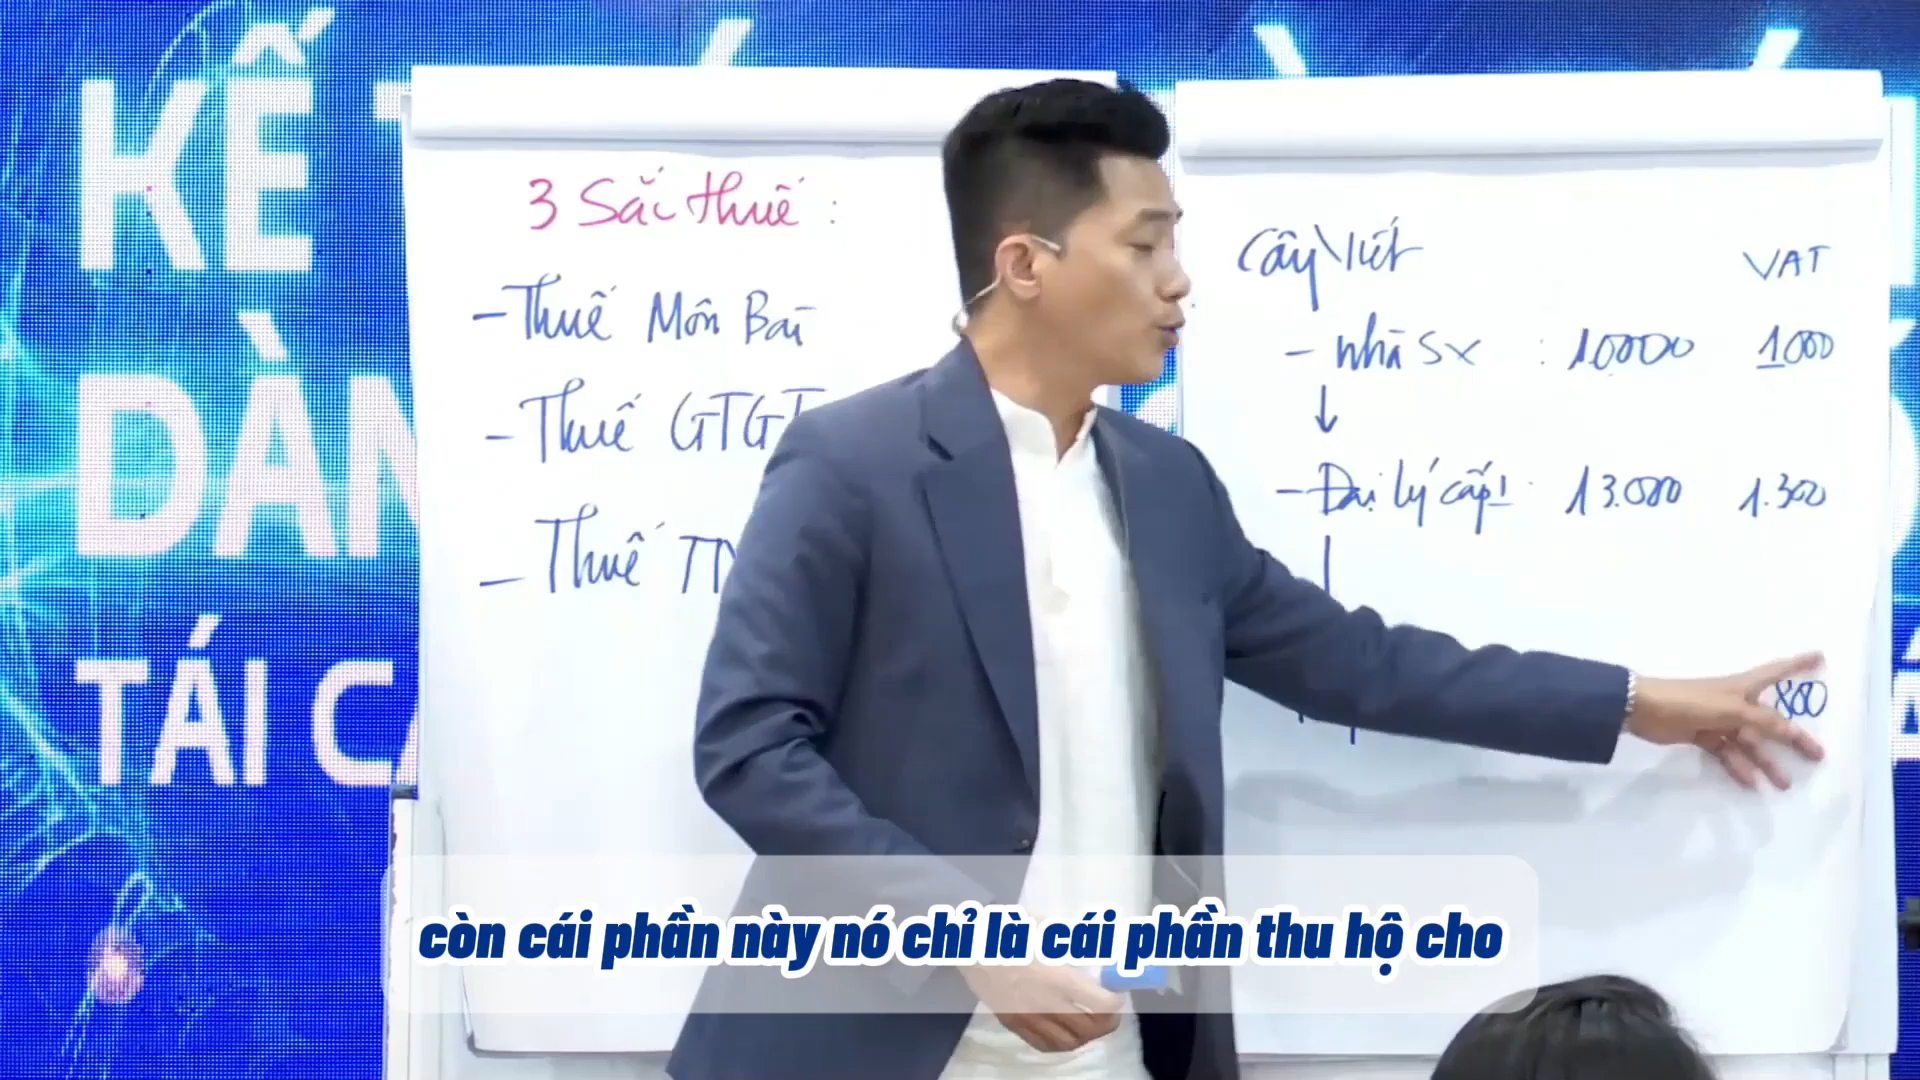 KẾ
DÀN
TÁI C
3 Sắc thuế :
- Thuế Môn Bài
- Thuế GTGT
- Thuế TN
Cây Viết VAT
- nhà SX : 10000 1000
- Đại lý cấp 1 : 13.000 1.300
800
còn cái phần này nó chỉ là cái phần thu hộ cho